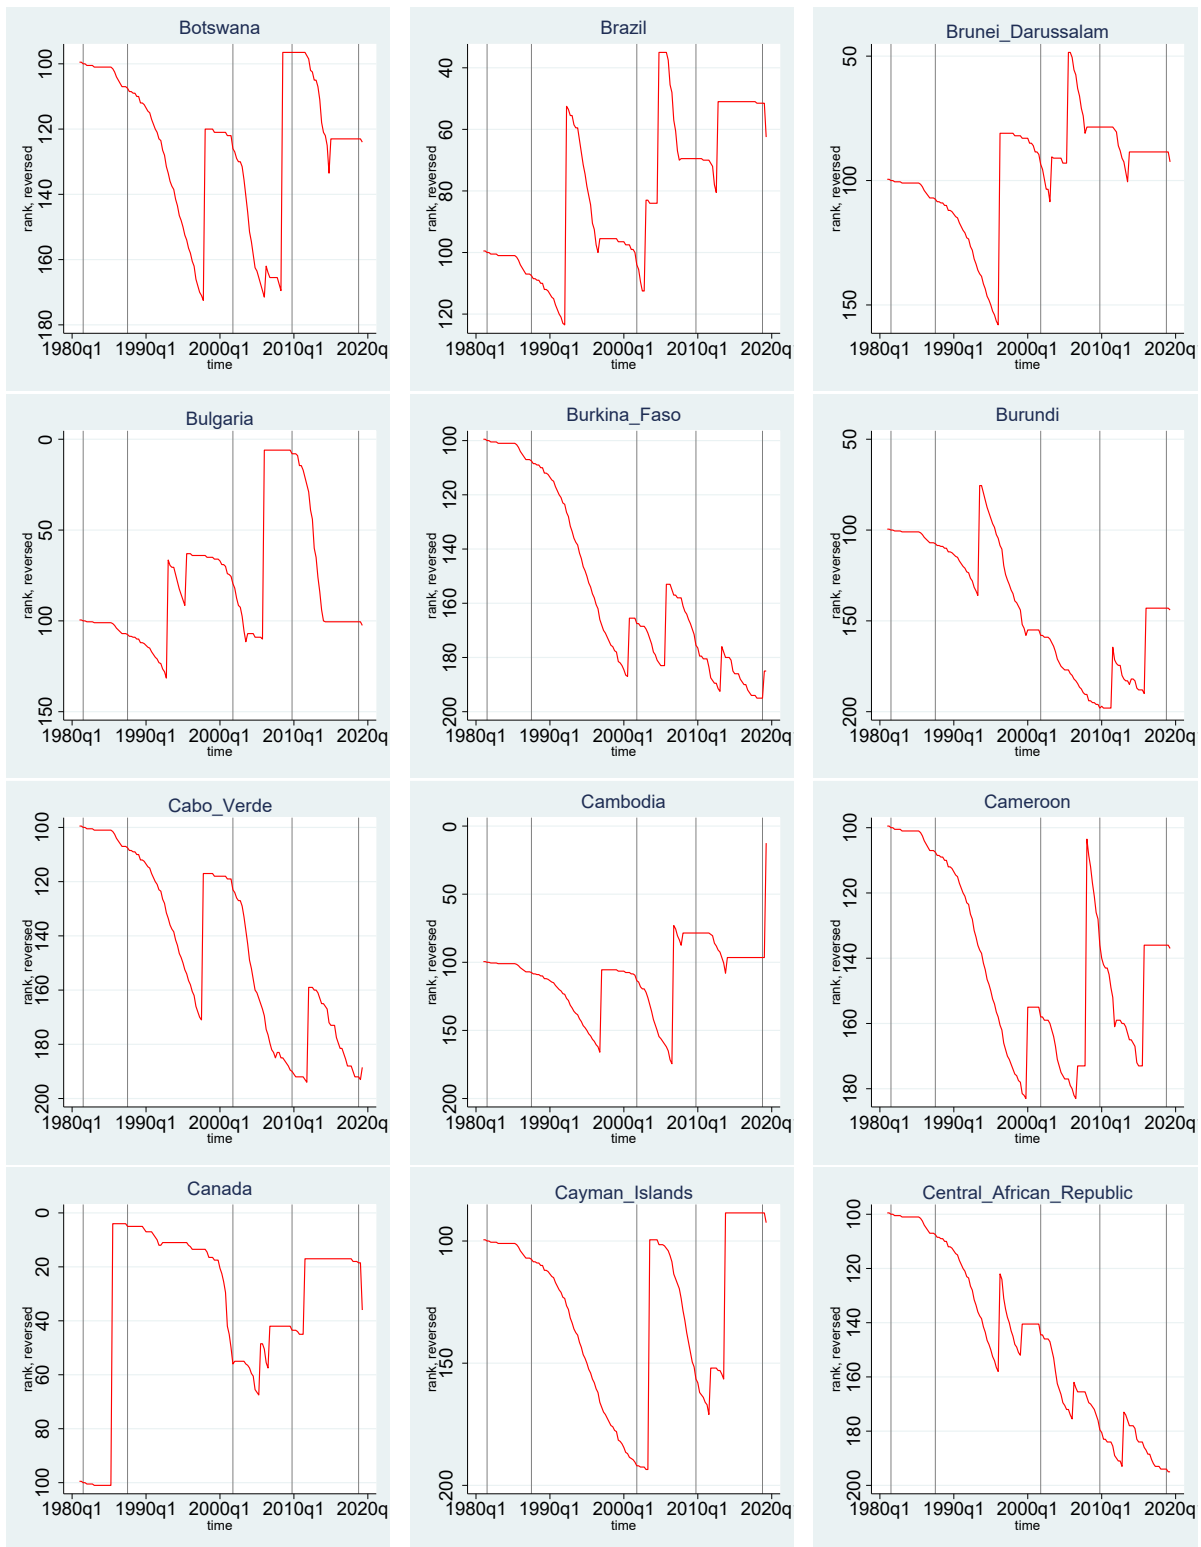 Botswana
rank, reversed
100
120
140
160
180
1980q1 1990q1 2000q1 2010q1 2020q
time
Brazil
rank, reversed
40
60
80
100
120
1980q1 1990q1 2000q1 2010q1 2020q
time
Brunei_Darussalam
rank, reversed
50
100
150
1980q1 1990q1 2000q1 2010q1 2020q
time
Bulgaria
rank, reversed
0
50
100
150
1980q1 1990q1 2000q1 2010q1 2020q
time
Burkina_Faso
rank, reversed
100
120
140
160
180
200
1980q1 1990q1 2000q1 2010q1 2020q
time
Burundi
rank, reversed
50
100
150
200
1980q1 1990q1 2000q1 2010q1 2020q
time
Cabo_Verde
rank, reversed
100
120
140
160
180
200
1980q1 1990q1 2000q1 2010q1 2020q
time
Cambodia
rank, reversed
0
50
100
150
200
1980q1 1990q1 2000q1 2010q1 2020q
time
Cameroon
rank, reversed
100
120
140
160
180
1980q1 1990q1 2000q1 2010q1 2020q
time
Canada
rank, reversed
0
20
40
60
80
100
1980q1 1990q1 2000q1 2010q1 2020q
time
Cayman_Islands
rank, reversed
100
150
200
1980q1 1990q1 2000q1 2010q1 2020q
time
Central_African_Republic
rank, reversed
100
120
140
160
180
200
1980q1 1990q1 2000q1 2010q1 2020q
time